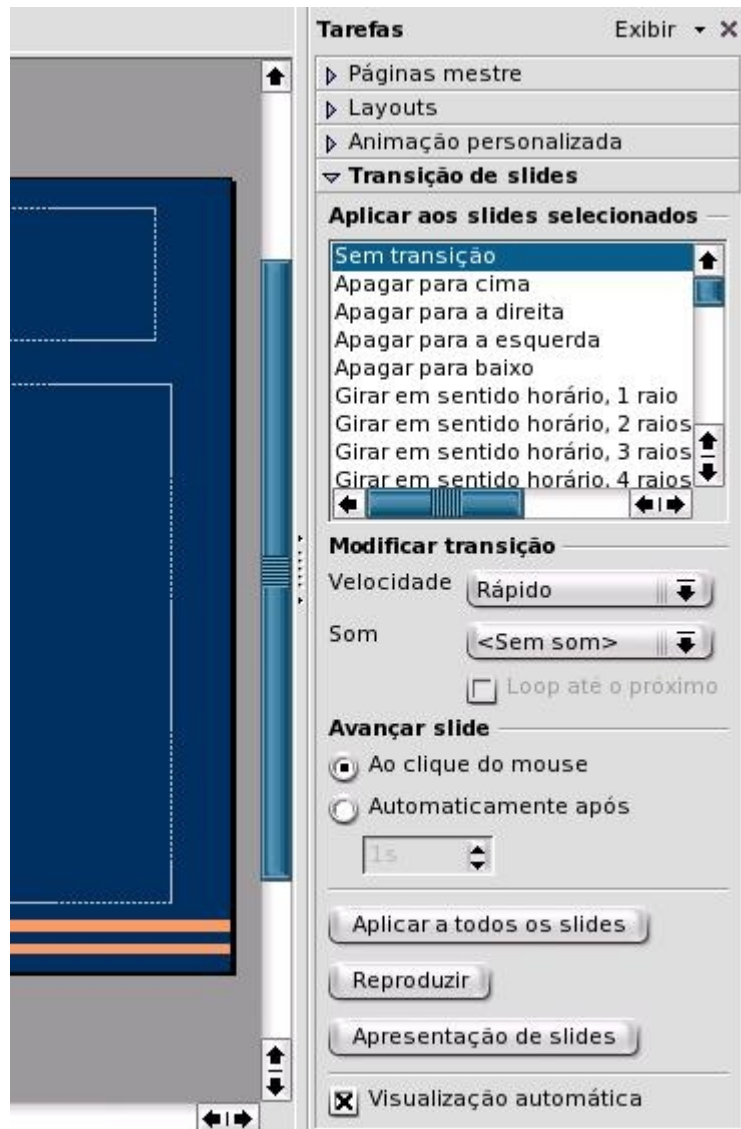 Tarefas Exibir
Páginas mestre
Layouts
Animação personalizada
Transição de slides
Aplicar aos slides selecionados
Sem transição
Apagar para cima
Apagar para a direita
Apagar para a esquerda
Apagar para baixo
Girar em sentido horário, 1 raio
Girar em sentido horário, 2 raios
Girar em sentido horário, 3 raios
Girar em sentido horário, 4 raios
Modificar transição
Velocidade Rápido
Som <Sem som>
Loop até o próximo
Avançar slide
Ao clique do mouse
Automaticamente após
1s
Aplicar a todos os slides
Reproduzir
Apresentação de slides
Visualização automática